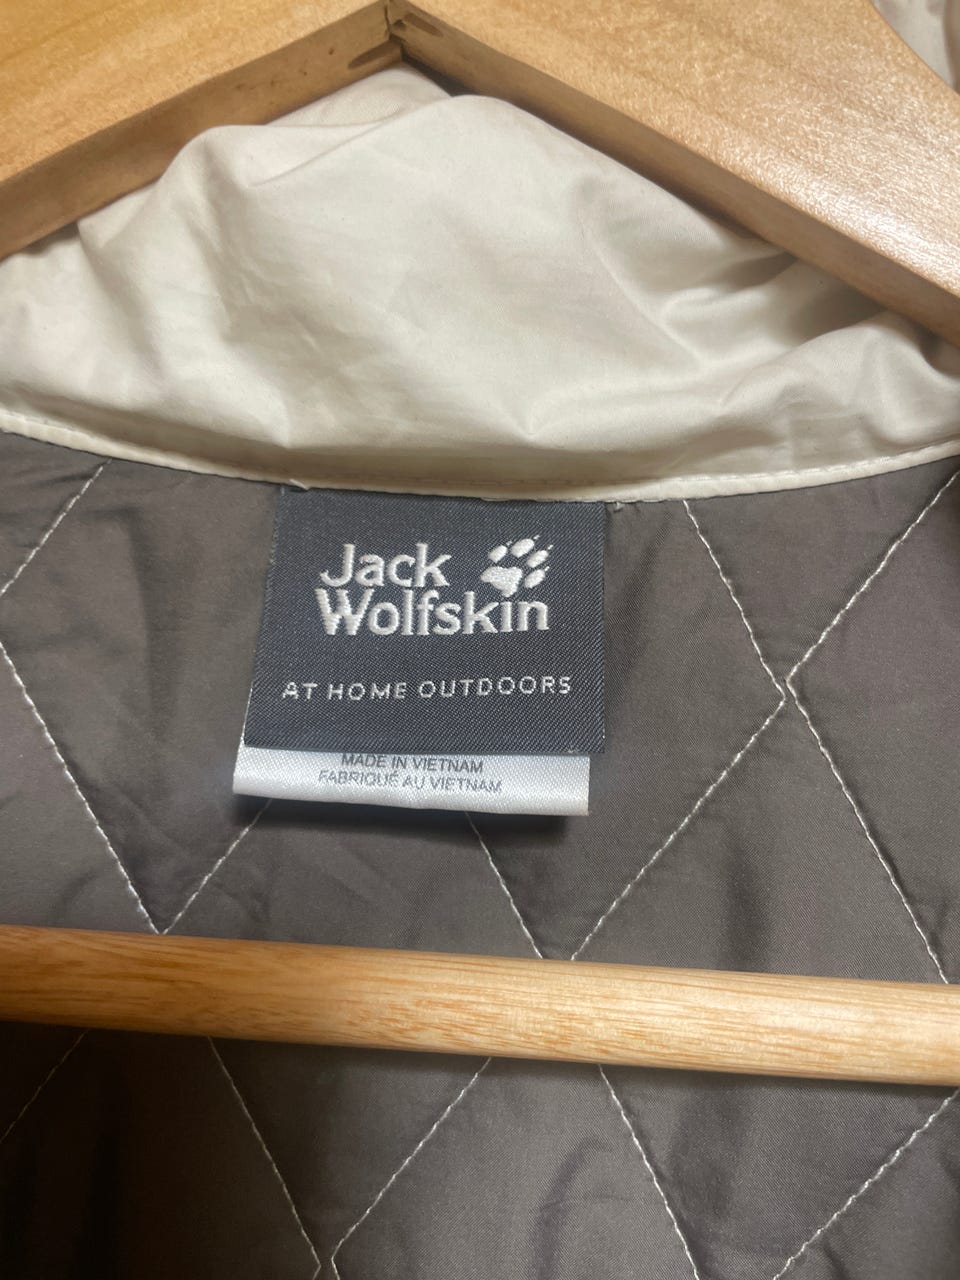 Jack
Wolfskin
AT HOME OUTDOORS
MADE IN VIETNAM
FABRIQUÉ AU VIETNAM